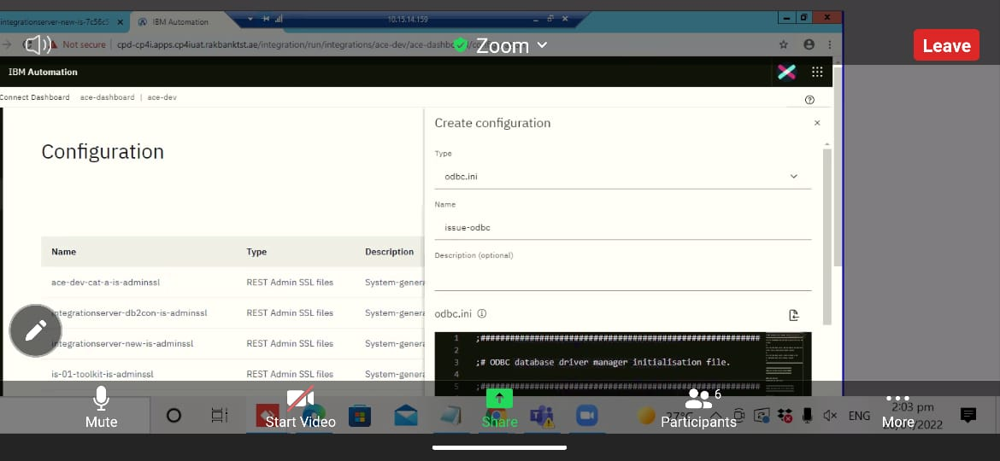 integrationserver-new-is-7c56c5
IBM Automation
10.15.14.159
Not secure
cpd-cp4i.apps.cp4iuat.rakbanktst.ae/integration/run/integrations/ace-dev/ace-dashbo
Zoom
Leave
IBM Automation
Connect Dashboard ace-dashboard | ace-dev
Configuration
Name Type Description
ace-dev-cat-a-is-adminssl REST Admin SSL files System-genera
integrationserver-db2con-is-adminssl REST Admin SSL files System-genera
integrationserver-new-is-adminssl REST Admin SSL files System-genera
is-01-toolkit-is-adminssl REST Admin SSL files System-genera
Create configuration
Type
odbc.ini
Name
issue-odbc
Description (optional)
odbc.ini
1 ;##########################################################
2
3 ;# ODBC database driver manager initialisation file.
4
5 ;##########################################################
Mute
Start Video
Share
Participants
6
More
27°C
ENG
2:03 pm
/2022